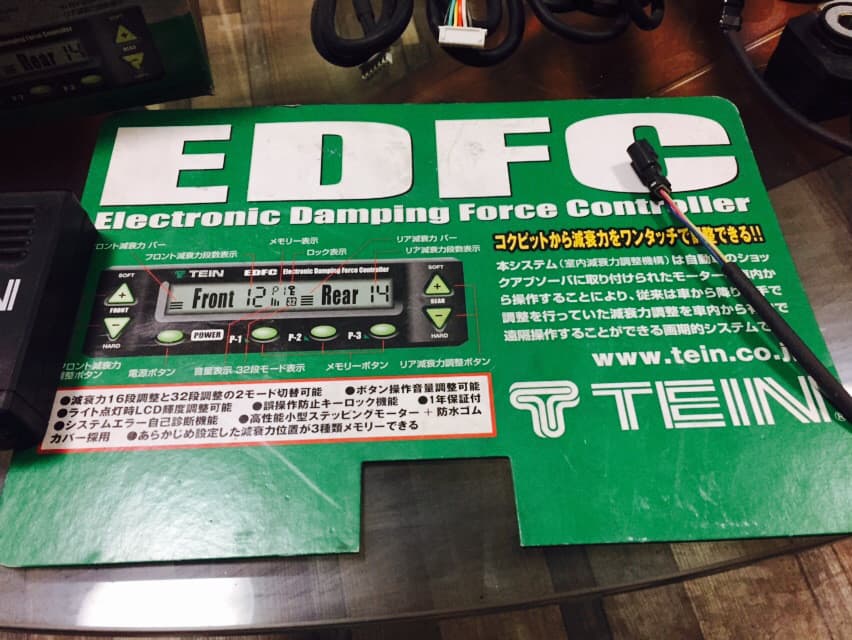 Damping Force Controller
Rear 14
EDFC
Electronic Damping Force Controller
コクピットから減衰力をワンタッチで調整できる!!
本システム(室内減衰力調整機構)は自動車のショッ
クアブソーバに取り付けられたモーターを車内か
ら操作することにより、従来は車から降り
手で
調整を行っていた減衰力調整を車内から
遠隔操作することができる画期的システムで
www.tein.co.j
TEIN
フロント減衰力 バー
フロント減衰力段数表示
メモリー表示
ロック表示
リア減衰力 バー
リア減衰力段数表示
TEIN EDFC Electronic Damping Force Controller
SOFT
FRONT
HARD
Front 12 P1 32 Rear 14
SOFT
REAR
HARD
POWER P-1 P-2 P-3
フロント減衰力
調整ボタン
電源ボタン
音量表示
32段モード表示
メモリーボタン
リア減衰力調整ボタン
●減衰力16段調整と32段調整の2モード切替可能 ●ボタン操作音量調整可能
●ライト点灯時LCD輝度調整可能 ●誤操作防止キーロック機能 ●1年保証付
●システムエラー自己診断機能 ●高性能小型ステッピングモーター + 防水ゴム
カバー採用 ●あらかじめ設定した減衰力位置が3種類メモリーできる